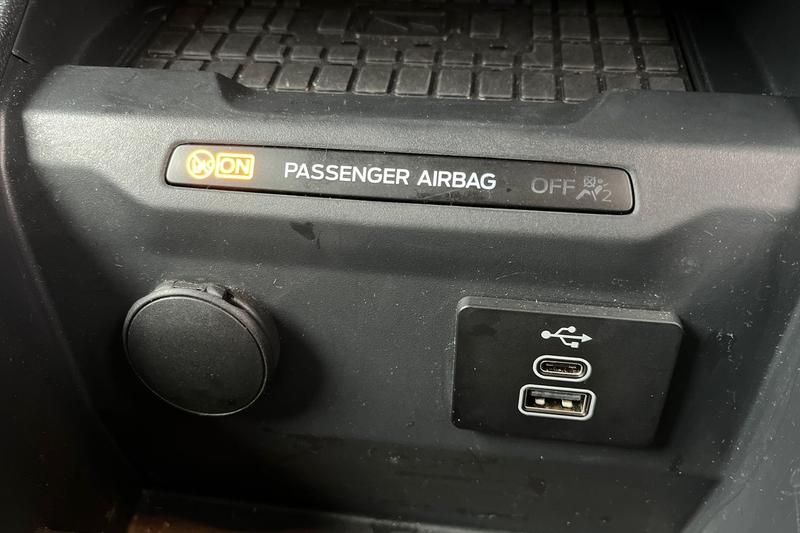 ON PASSENGER AIRBAG OFF 2